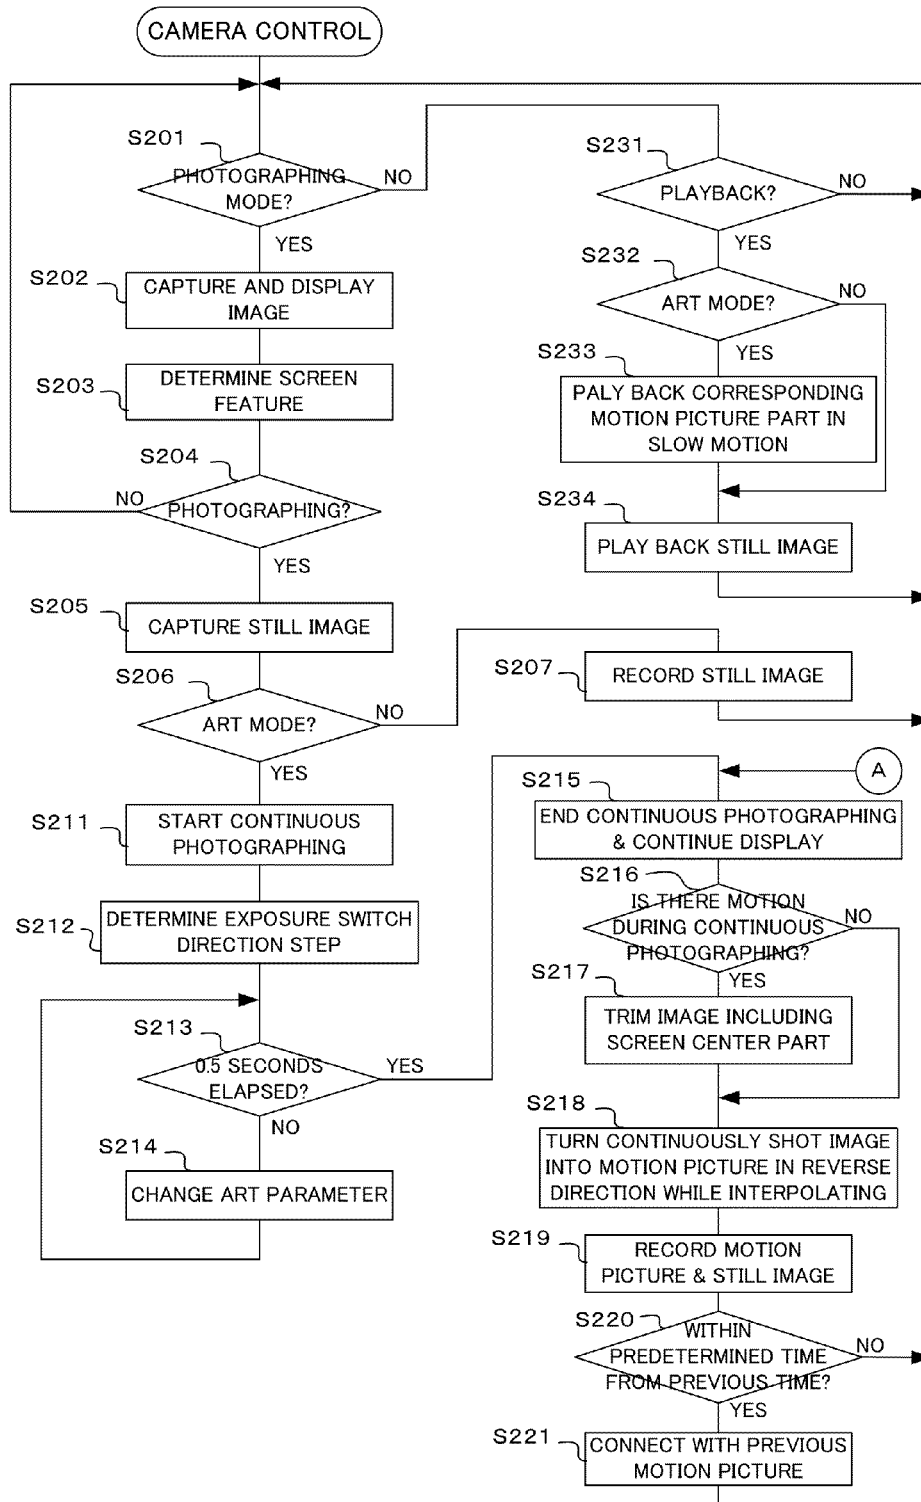 CAMERA CONTROL
S201
PHOTOGRAPHING
MODE?
NO
YES
S202
CAPTURE AND DISPLAY
IMAGE
S203
DETERMINE SCREEN
FEATURE
S204
NO
PHOTOGRAPHING?
YES
S205
CAPTURE STILL IMAGE
S206
ART MODE?
NO
YES
S207
RECORD STILL IMAGE
S211
START CONTINUOUS
PHOTOGRAPHING
S212
DETERMINE EXPOSURE SWITCH
DIRECTION STEP
S213
0.5 SECONDS
ELAPSED?
YES
NO
S214
CHANGE ART PARAMETER
S231
PLAYBACK?
NO
YES
S232
ART MODE?
NO
YES
S233
PALY BACK CORRESPONDING
MOTION PICTURE PART IN
SLOW MOTION
S234
PLAY BACK STILL IMAGE
A
S215
END CONTINUOUS PHOTOGRAPHING
& CONTINUE DISPLAY
S216
IS THERE MOTION
DURING CONTINUOUS
PHOTOGRAPHING?
NO
YES
S217
TRIM IMAGE INCLUDING
SCREEN CENTER PART
S218
TURN CONTINUOUSLY SHOT IMAGE
INTO MOTION PICTURE IN REVERSE
DIRECTION WHILE INTERPOLATING
S219
RECORD MOTION
PICTURE & STILL IMAGE
S220
WITHIN
PREDETERMINED TIME
FROM PREVIOUS TIME?
NO
YES
S221
CONNECT WITH PREVIOUS
MOTION PICTURE